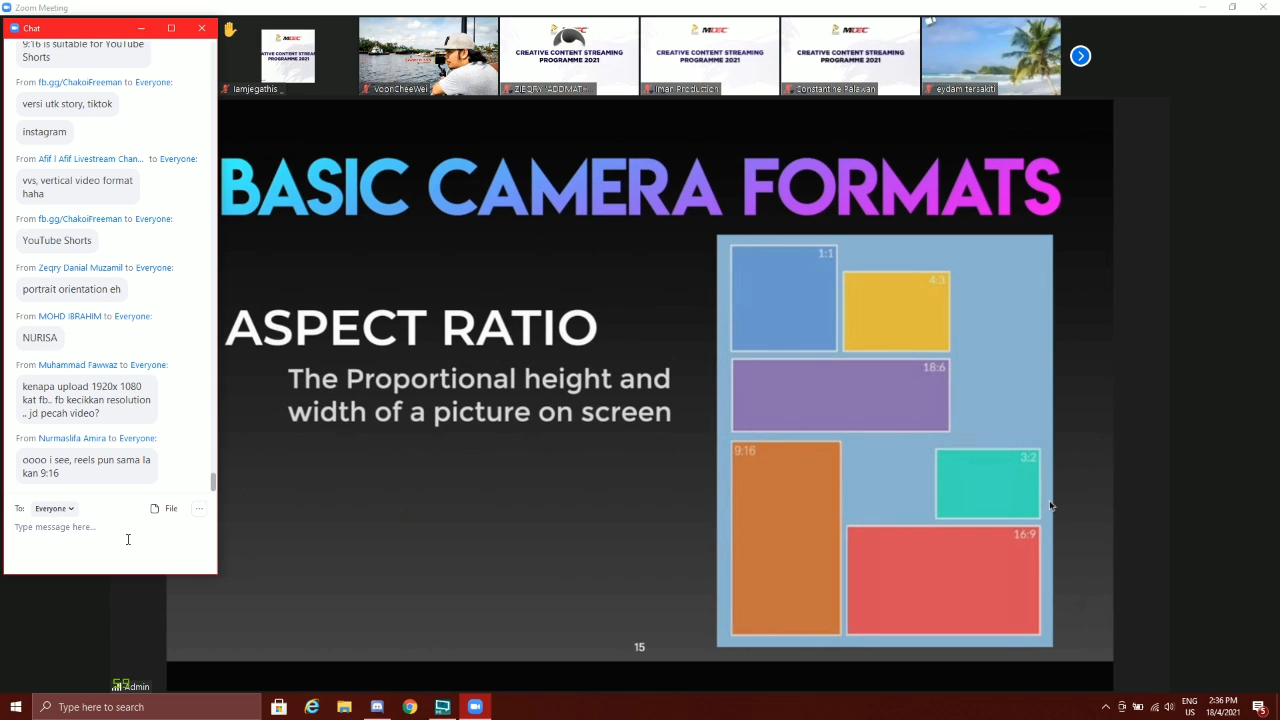 Zoom Meeting
Chat
9:16 is suitable for YouTube
Shorts
From fb.gg/ChakoiFreeman to Everyone:
versi utk story, tiktok
instagram
From Afif l Afif Livestream Chan... to Everyone:
vvs, vertical video format
haha
From fb.gg/ChakoiFreeman to Everyone:
YouTube Shorts
From Zeqry Danial Muzamil to Everyone:
portrait orientation eh
From MOHD IBRAHIM to Everyone:
NURISA
From Muhammad Fawwaz to Everyone:
kenapa upload 1920x 1080
kat fb.. fb kecikkan resolution
.. jd pecah video?
From Nurmaslifa Amira to Everyone:
coach lee, reels pun sama la
kan 9:16
To: Everyone
File
Type message here...
Iamjegathis
VoonCheeWei
CREATIVE CONTENT STREAMING
PROGRAMME 2021
CREATIVE CONTENT STREAMING
PROGRAMME 2021
Iman Production
CREATIVE CONTENT STREAMING
PROGRAMME 2021
Constantine Palawan
eydam tersakiti
BASIC CAMERA FORMATS
ASPECT RATIO
The Proportional height and
width of a picture on screen
1:1
4:3
18:6
9:16
3:2
16:9
15
Admin
Type here to search
ENG
US
2:36 PM
18/4/2021
5